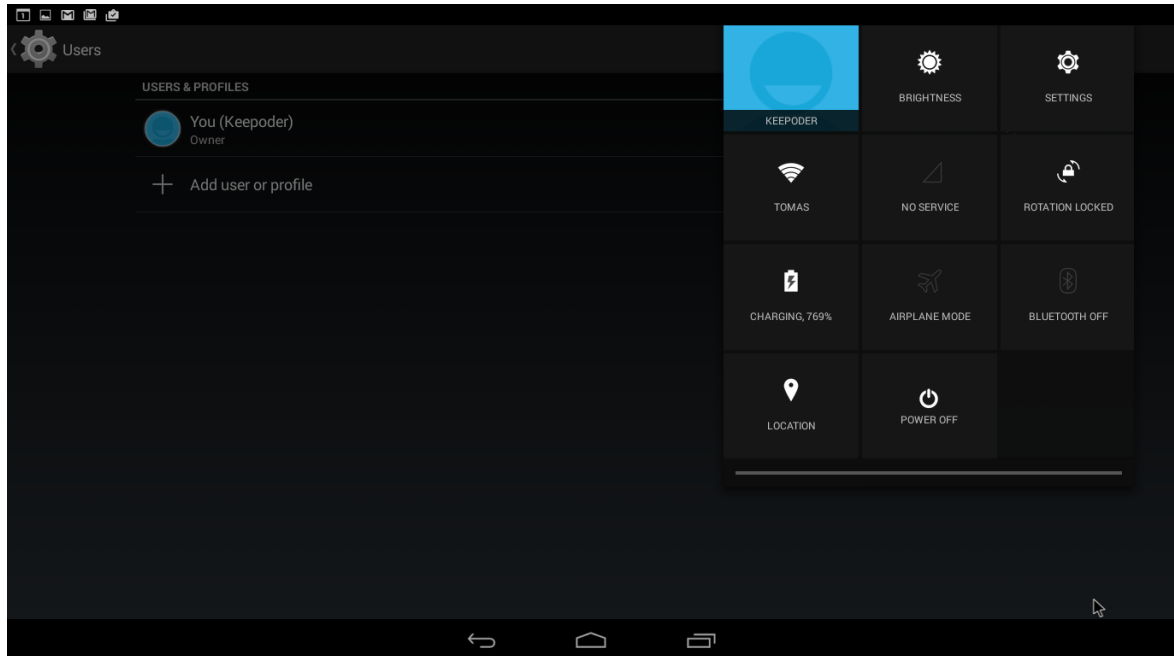 1
Users
USERS & PROFILES
You (Keepoder)
Owner
Add user or profile
KEEPODER
BRIGHTNESS
SETTINGS
TOMAS
NO SERVICE
ROTATION LOCKED
CHARGING, 769%
AIRPLANE MODE
BLUETOOTH OFF
LOCATION
POWER OFF